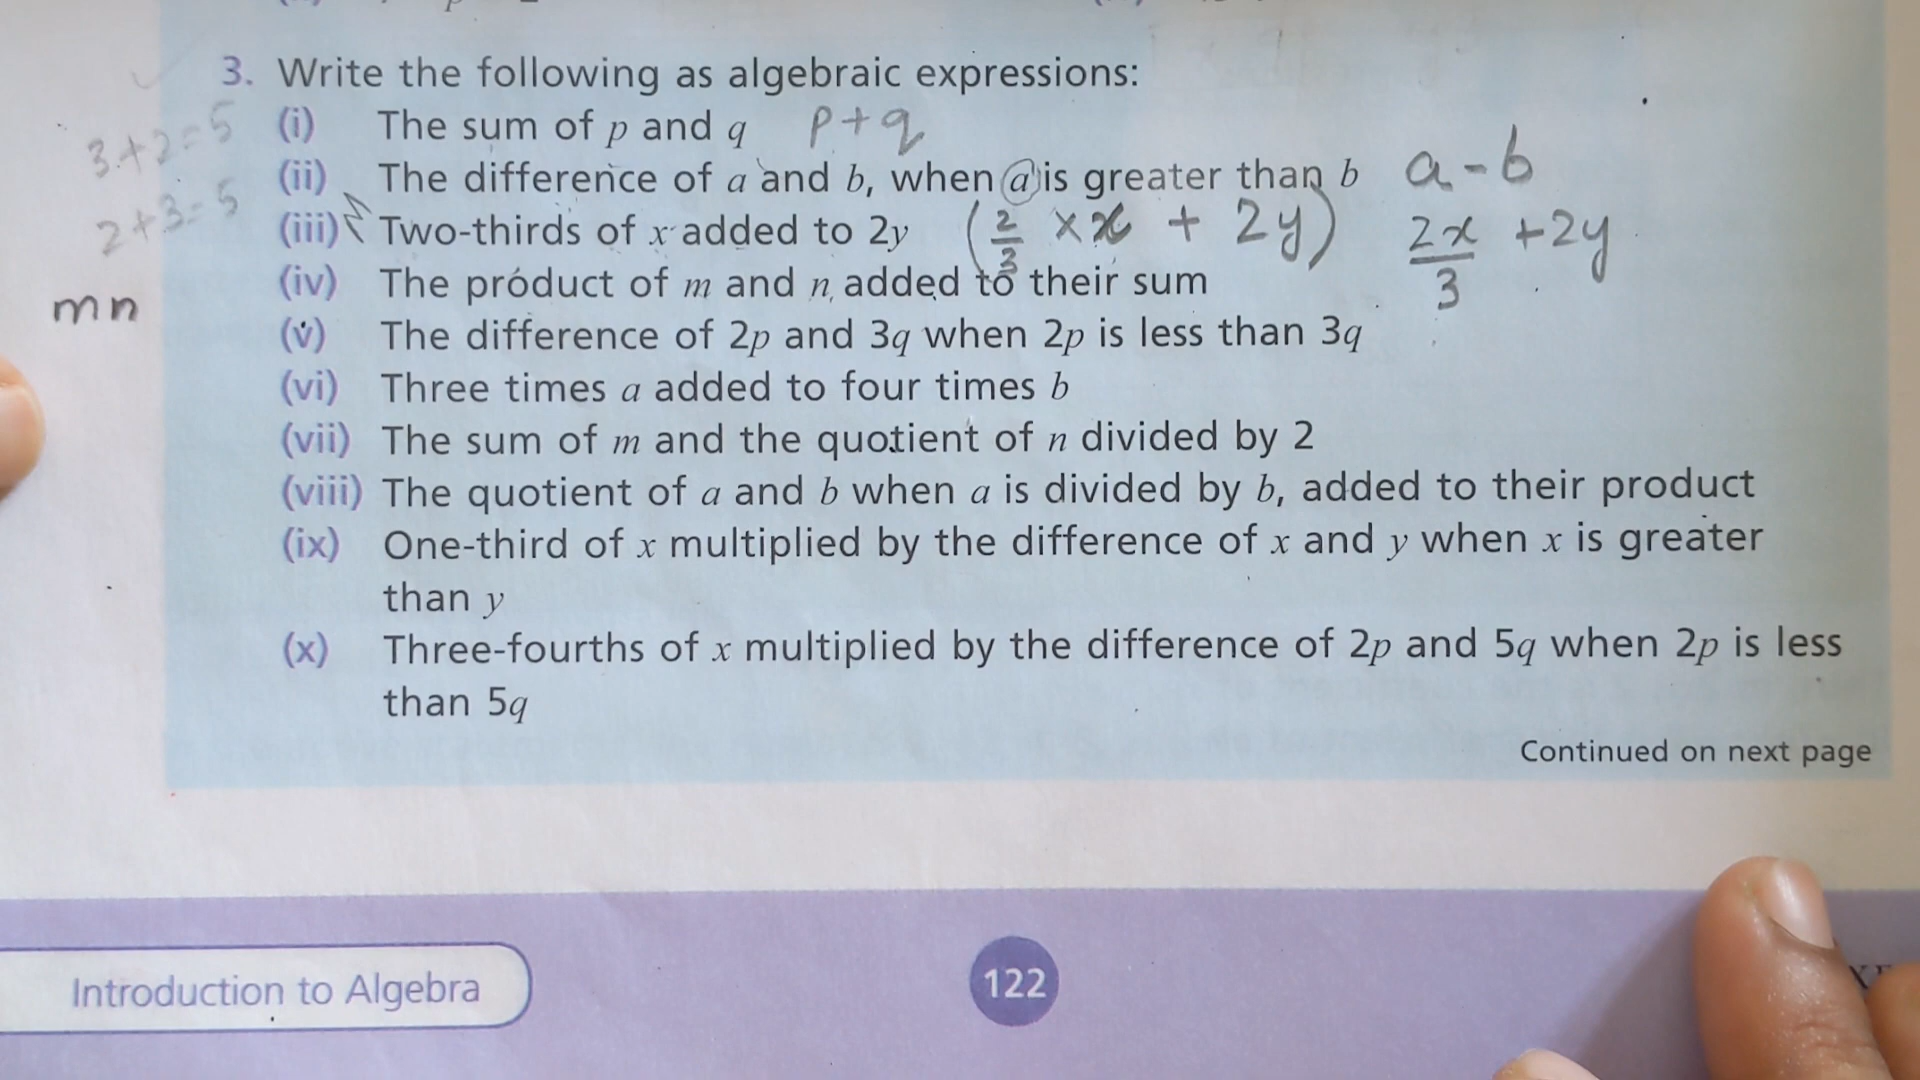 3. Write the following as algebraic expressions:
3+2=5 (i) The sum of p and q p+q
(ii) The difference of a and b, when a is greater than b a-b
2+3=5 (iii) Two-thirds of x added to 2y (2/3 × x + 2y) 2x/3 +2y
mn (iv) The product of m and n added to their sum
(v) The difference of 2p and 3q when 2p is less than 3q
(vi) Three times a added to four times b
(vii) The sum of m and the quotient of n divided by 2
(viii) The quotient of a and b when a is divided by b, added to their product
(ix) One-third of x multiplied by the difference of x and y when x is greater
than y
(x) Three-fourths of x multiplied by the difference of 2p and 5q when 2p is less
than 5q
Continued on next page
Introduction to Algebra
122